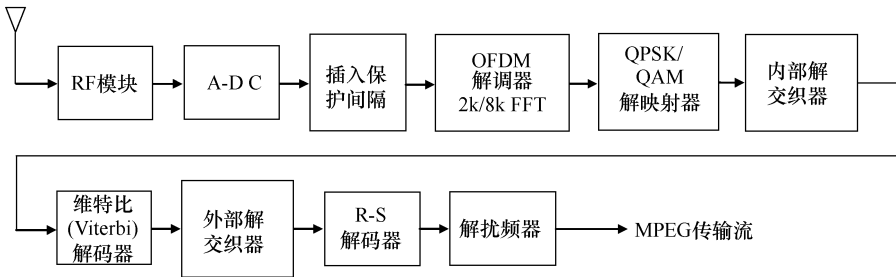 RF模块
A-D C
插入保
护间隔
OFDM
解调器
2k/8k FFT
QPSK/
QAM
解映射器
内部解
交织器
维特比
(Viterbi)
解码器
外部解
交织器
R-S
解码器
解扰频器
MPEG传输流